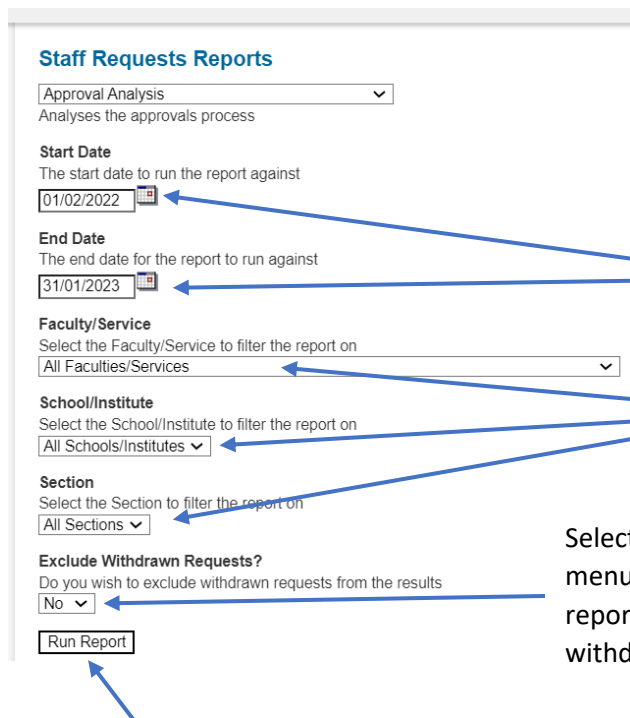 Staff Requests Reports
Approval Analysis
Analyses the approvals process
Start Date
The start date to run the report against
01/02/2022
End Date
The end date for the report to run against
31/01/2023
Faculty/Service
Select the Faculty/Service to filter the report on
All Faculties/Services
School/Institute
Select the School/Institute to filter the report on
All Schools/Institutes
Section
Select the Section to filter the report on
All Sections
Exclude Withdrawn Requests?
Do you wish to exclude withdrawn requests from the results
No
Run Report
Select
menu
repor
withd